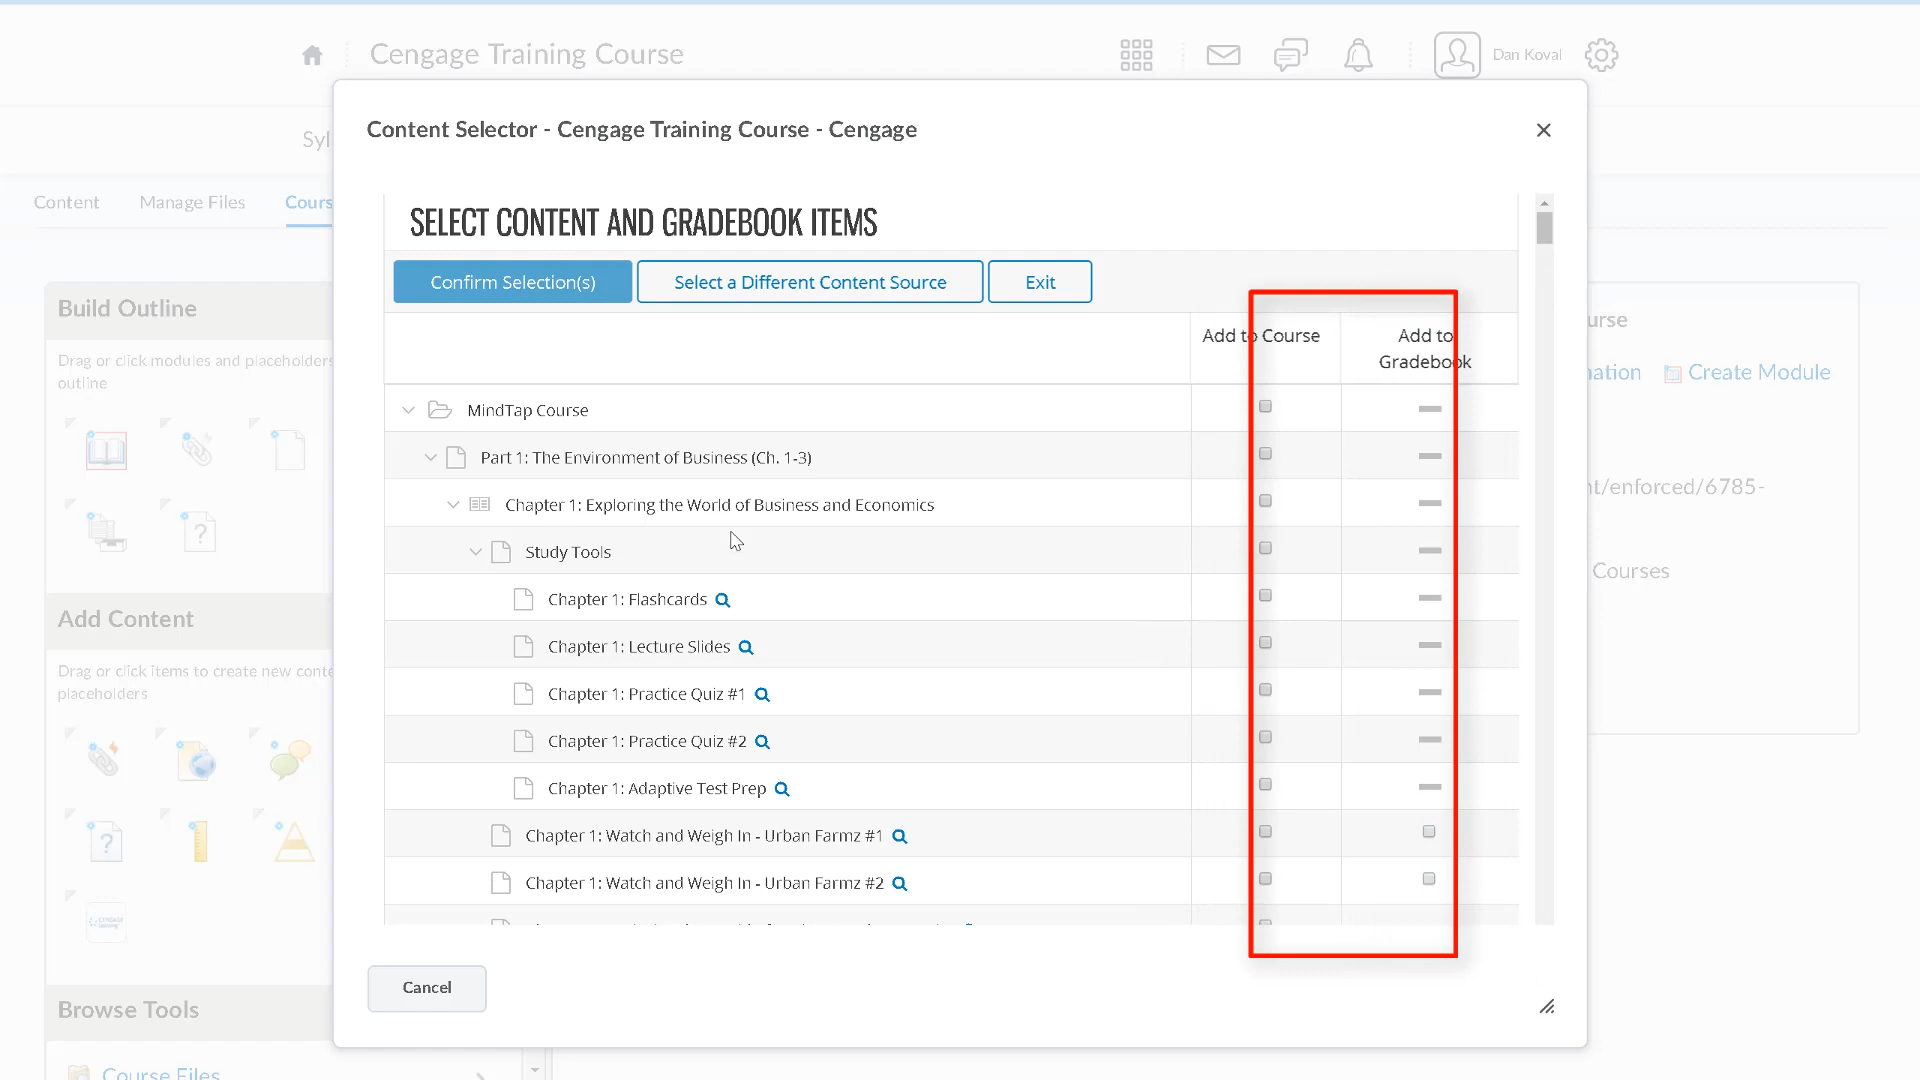 Cengage Training Course
Dan Koval
Content Selector - Cengage Training Course - Cengage
Syl
Content
Manage Files
Cours
SELECT CONTENT AND GRADEBOOK ITEMS
Confirm Selection(s)
Select a Different Content Source
Exit
Add to Course
Add to
Gradebook
MindTap Course
Part 1: The Environment of Business (Ch. 1-3)
Chapter 1: Exploring the World of Business and Economics
Study Tools
Chapter 1: Flashcards
Chapter 1: Lecture Slides
Chapter 1: Practice Quiz #1
Chapter 1: Practice Quiz #2
Chapter 1: Adaptive Test Prep
Chapter 1: Watch and Weigh In - Urban Farmz #1
Chapter 1: Watch and Weigh In - Urban Farmz #2
Cancel
Build Outline
Drag or click modules and placeholders
outline
Add Content
Drag or click items to create new conte
placeholders
Browse Tools
Course Files
urse
nation
Create Module
nt/enforced/6785-
Courses